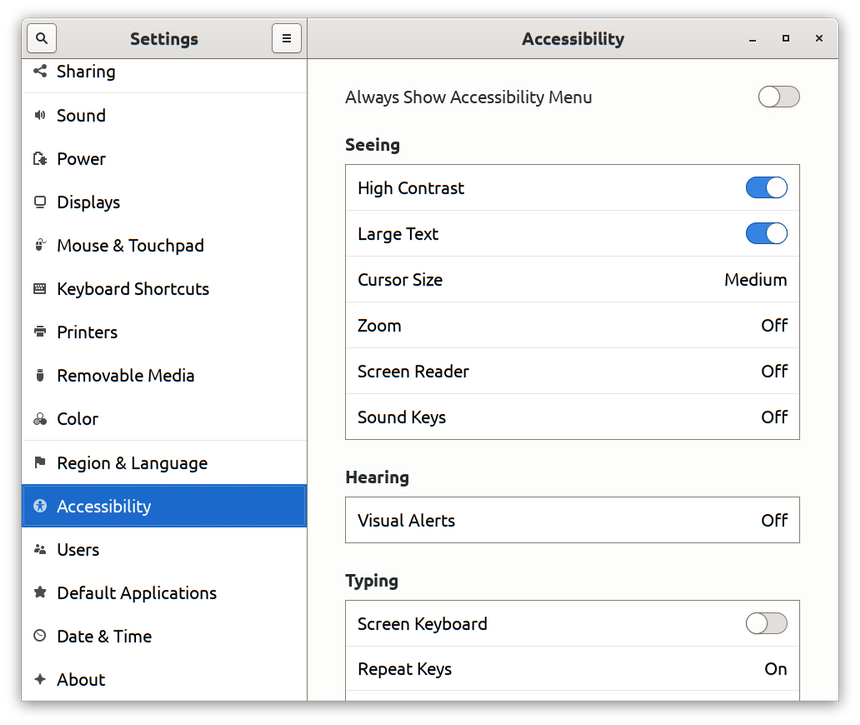 Settings
Accessibility
Sharing
Sound
Power
Displays
Mouse & Touchpad
Keyboard Shortcuts
Printers
Removable Media
Color
Region & Language
Accessibility
Users
Default Applications
Date & Time
About
Always Show Accessibility Menu
Seeing
High Contrast
Large Text
Cursor Size Medium
Zoom Off
Screen Reader Off
Sound Keys Off
Hearing
Visual Alerts Off
Typing
Screen Keyboard
Repeat Keys On